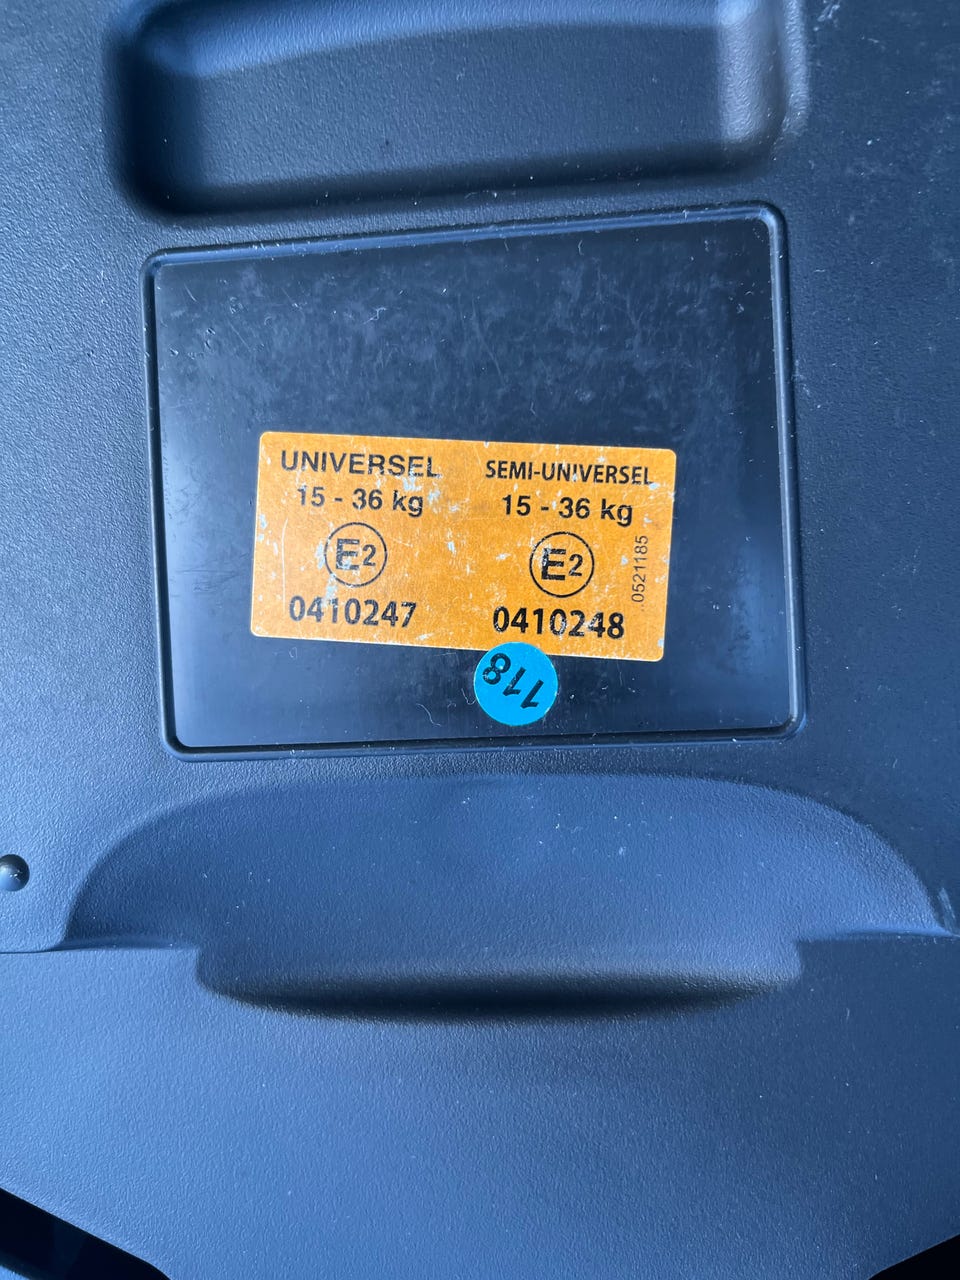 UNIVERSEL
15 - 36 kg
E2
0410247
SEMI-UNIVERSEL
15 - 36 kg
E2
0410248
0521185
118